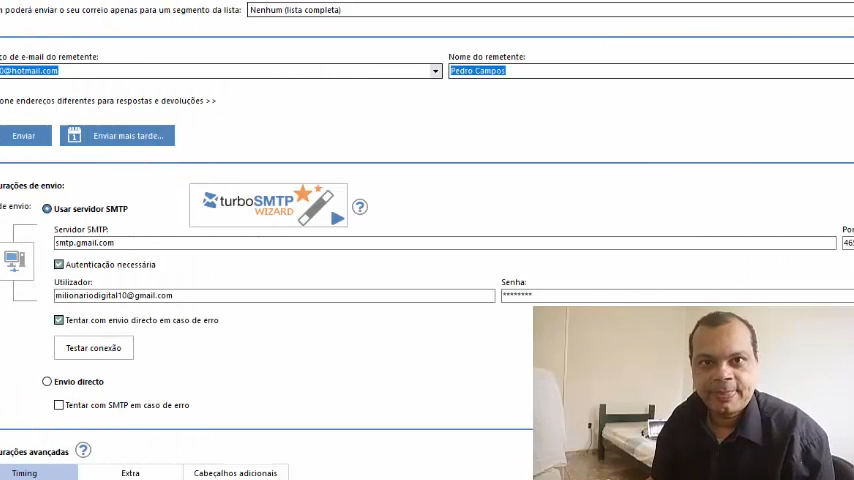 poderá enviar o seu correio apenas para um segmento da lista: Nenhum (lista completa)
ço de e-mail do remetente: Nome do remetente:
0@hotmail.com Pedro Campos
one endereços diferentes para respostas e devoluções >>
Enviar 1 Enviar mais tarde...
urações de envio:
turboSMTP
WIZARD
?
de envio: Usar servidor SMTP
Servidor SMTP: Por
smtp.gmail.com 465
Autenticação necessária
Utilizador: Senha:
milionariodigital10@gmail.com ********
Tentar com envio directo em caso de erro
Testar conexão
Envio directo
Tentar com SMTP em caso de erro
urações avançadas ?
Timing Extra Cabeçalhos adicionais